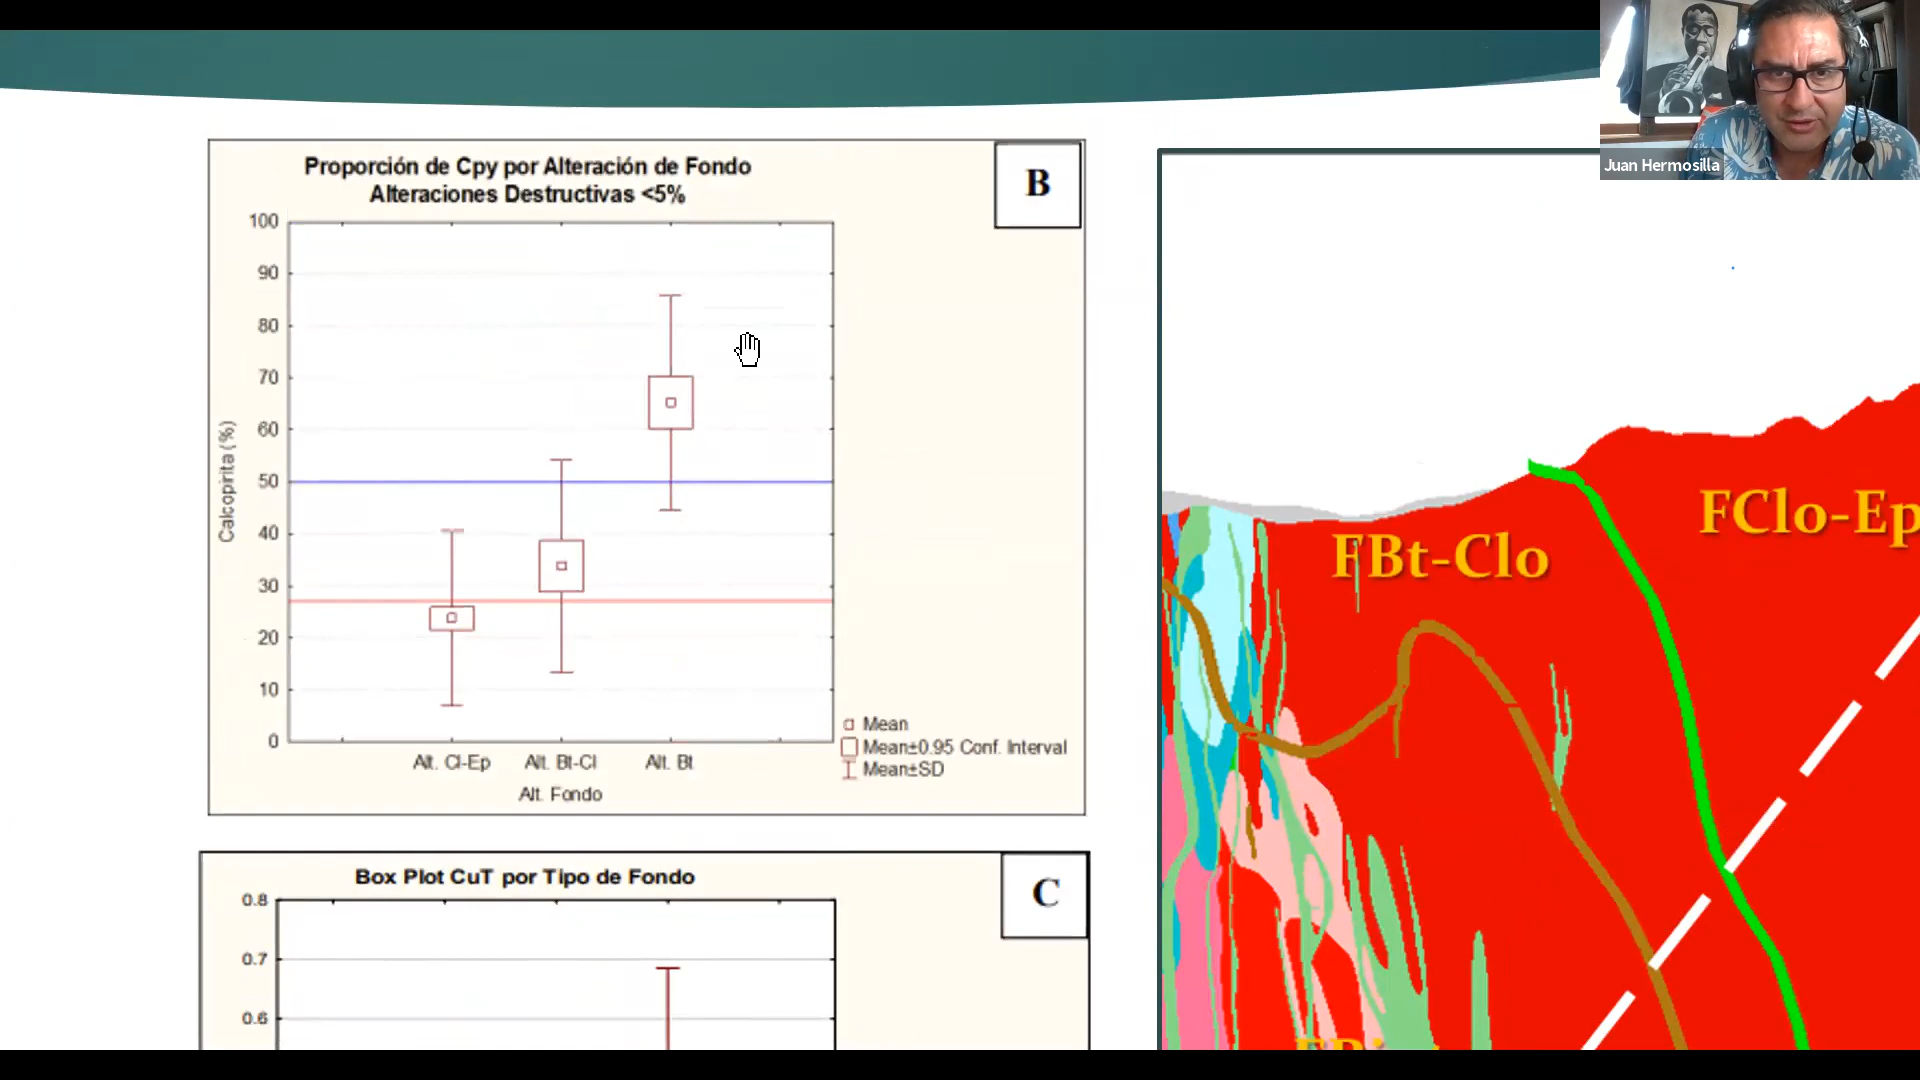 Juan Hermosilla
Proporción de Cpy por Alteración de Fondo
Alteraciones Destructivas <5%
B
100
90
80
70
60
50
40
30
20
10
0
Calcopirita (%)
Alt. Cl-Ep
Alt. Bt-Cl
Alt. Bt
Alt. Fondo
Mean
Mean±0.95 Conf. Interval
Mean±SD
Box Plot CuT por Tipo de Fondo
C
0.8
0.7
0.6
FBt-Clo
FClo-Ep